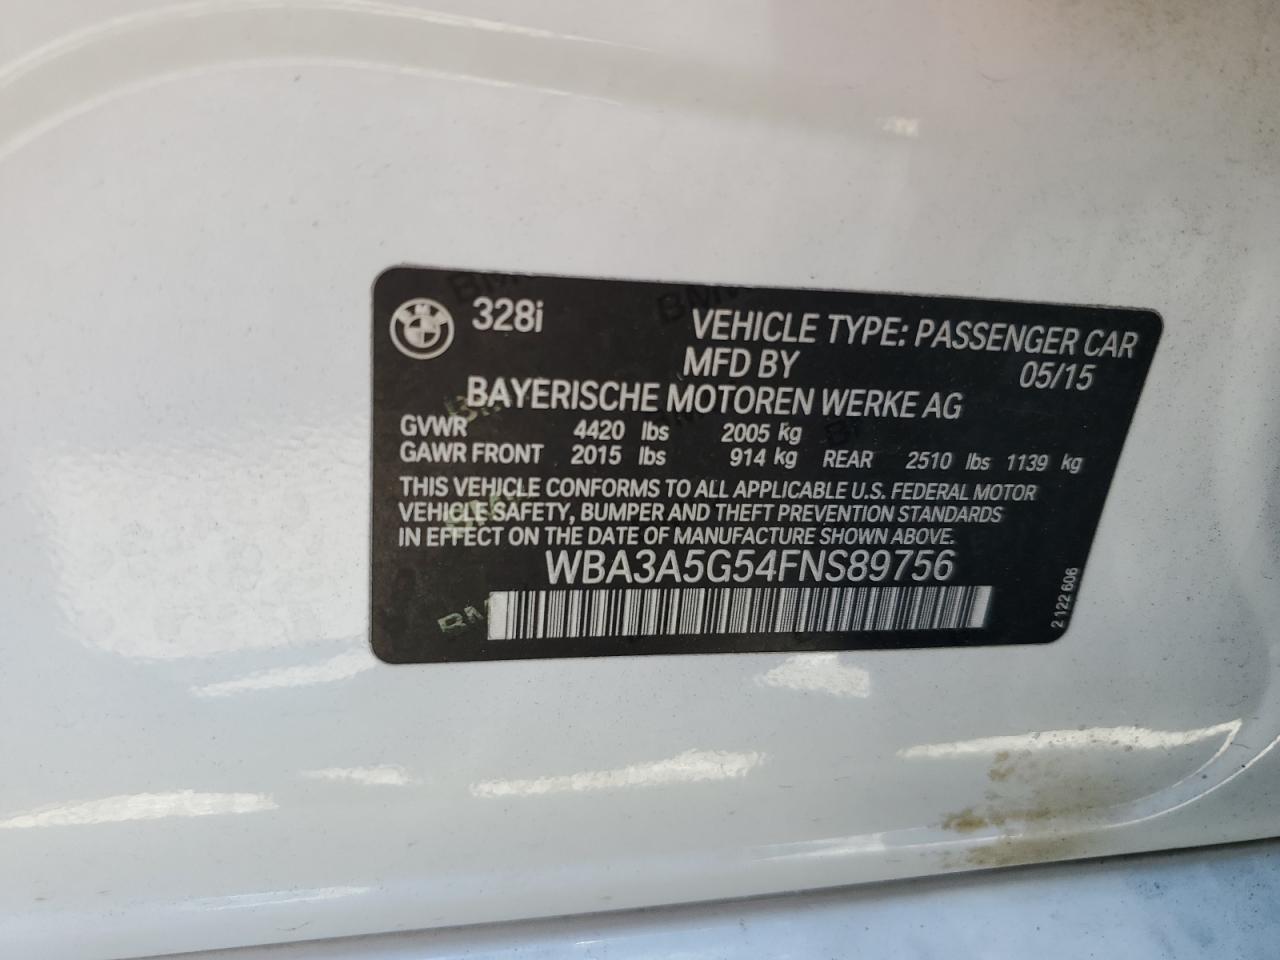 328i
VEHICLE TYPE: PASSENGER CAR
MFD BY 05/15
BAYERISCHE MOTOREN WERKE AG
GVWR 4420 lbs 2005 kg
GAWR FRONT 2015 lbs 914 kg REAR 2510 lbs 1139 kg
THIS VEHICLE CONFORMS TO ALL APPLICABLE U.S. FEDERAL MOTOR
VEHICLE SAFETY, BUMPER AND THEFT PREVENTION STANDARDS
IN EFFECT ON THE DATE OF MANUFACTURE SHOWN ABOVE.
WBA3A5G54FNS89756
2 122 606